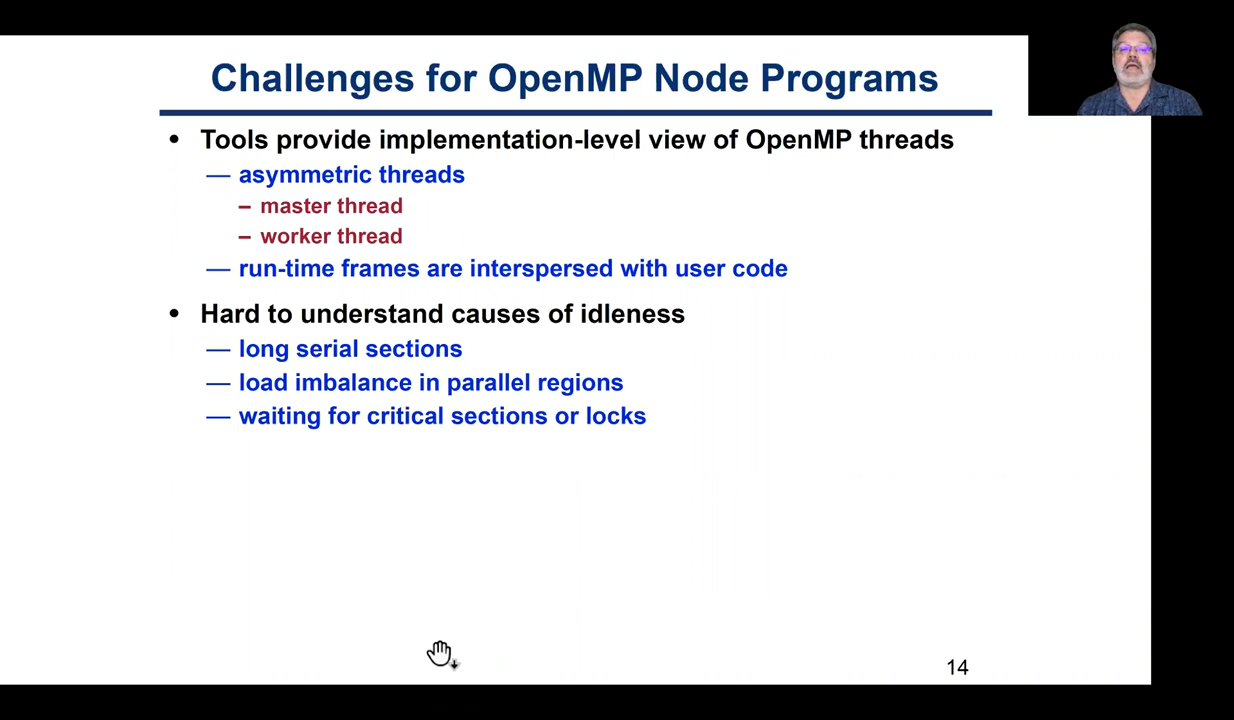 Challenges for OpenMP Node Programs
• Tools provide implementation-level view of OpenMP threads
— asymmetric threads
– master thread
– worker thread
— run-time frames are interspersed with user code
• Hard to understand causes of idleness
— long serial sections
— load imbalance in parallel regions
— waiting for critical sections or locks
14